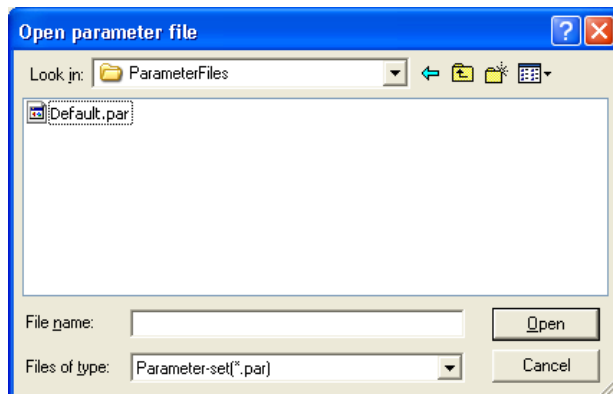 Open parameter file
Look in: ParameterFiles
Default.par
File name: Open
Files of type: Parameter-set(*.par) Cancel